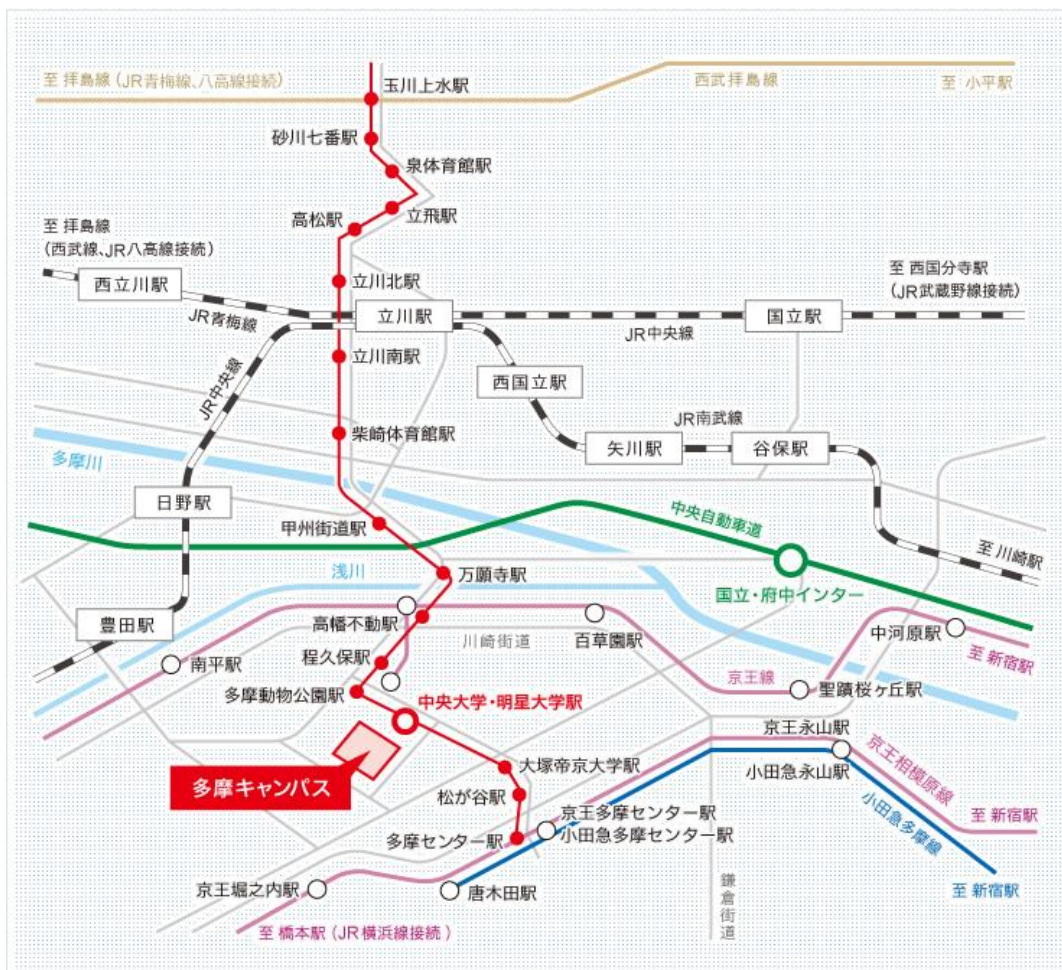 至 拝島線（JR青梅線、八高線接続）
西武拝島線
至 小平駅
玉川上水駅
砂川七番駅
泉体育館駅
立飛駅
高松駅
至 拝島線
（西武線、JR八高線接続）
西立川駅
JR青梅線
立川北駅
立川駅
JR中央線
国立駅
至 西国分寺駅
（JR武蔵野線接続）
立川南駅
JR中央線
西国立駅
JR南武線
柴崎体育館駅
矢川駅
谷保駅
多摩川
日野駅
甲州街道駅
中央自動車道
至 川崎駅
浅川
万願寺駅
国立・府中インター
豊田駅
高幡不動駅
川崎街道
百草園駅
中河原駅
至 新宿駅
南平駅
程久保駅
京王線
聖蹟桜ヶ丘駅
多摩動物公園駅
中央大学・明星大学駅
京王永山駅
小田急永山駅
京王相模原線
大塚帝京大学駅
多摩キャンパス
松が谷駅
京王多摩センター駅
小田急多摩センター駅
小田急多摩線
至 新宿駅
多摩センター駅
京王堀之内駅
唐木田駅
鎌倉街道
至 新宿駅
至 橋本駅（JR横浜線接続）